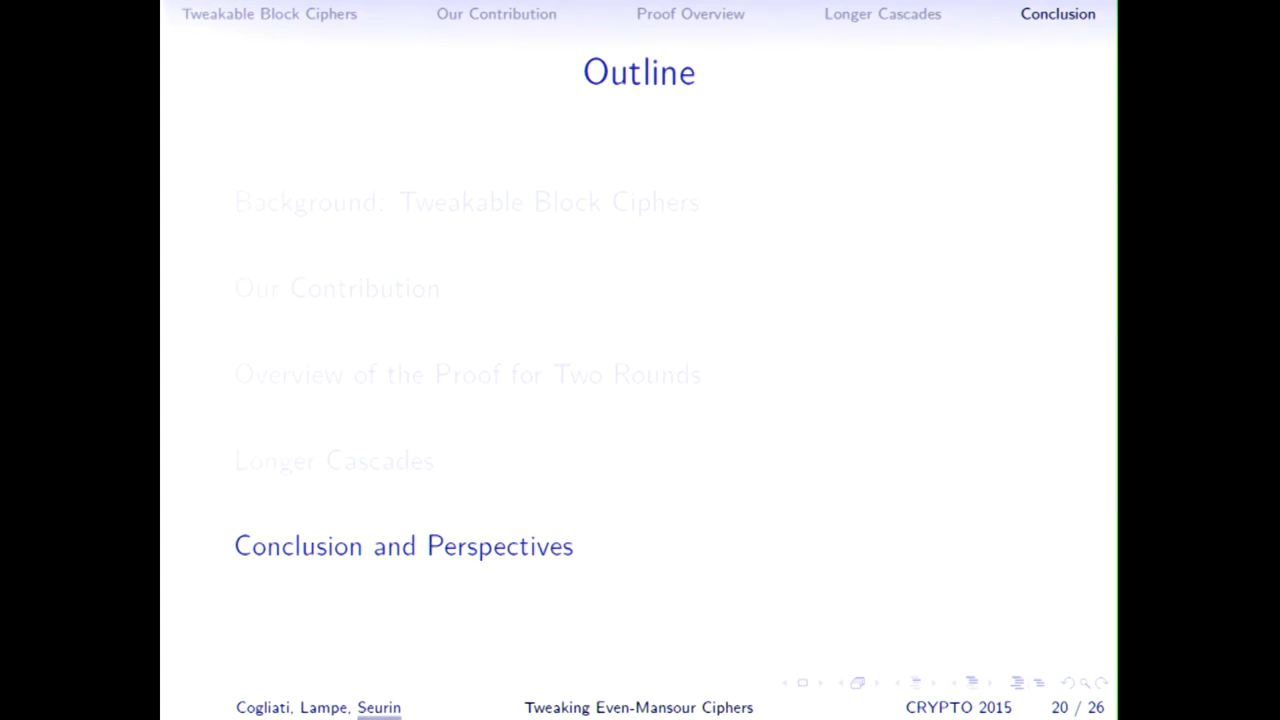 Tweakable Block Ciphers Our Contribution Proof Overview Longer Cascades Conclusion
Outline
Background: Tweakable Block Ciphers
Our Contribution
Overview of the Proof for Two Rounds
Longer Cascades
Conclusion and Perspectives
Cogliati, Lampe, Seurin Tweaking Even-Mansour Ciphers CRYPTO 2015 20 / 26